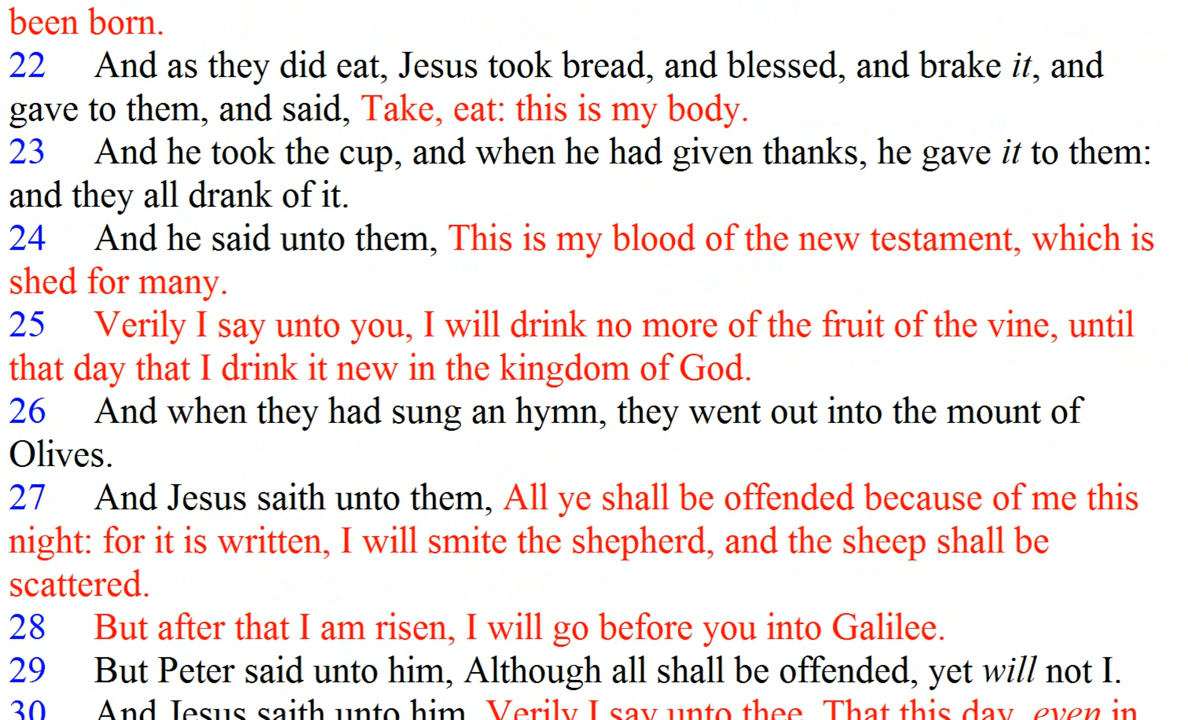 been born.
22 And as they did eat, Jesus took bread, and blessed, and brake it, and
gave to them, and said, Take, eat: this is my body.
23 And he took the cup, and when he had given thanks, he gave it to them:
and they all drank of it.
24 And he said unto them, This is my blood of the new testament, which is
shed for many.
25 Verily I say unto you, I will drink no more of the fruit of the vine, until
that day that I drink it new in the kingdom of God.
26 And when they had sung an hymn, they went out into the mount of
Olives.
27 And Jesus saith unto them, All ye shall be offended because of me this
night: for it is written, I will smite the shepherd, and the sheep shall be
scattered.
28 But after that I am risen, I will go before you into Galilee.
29 But Peter said unto him, Although all shall be offended, yet will not I.
30 And Jesus saith unto him, Verily I say unto thee, That this day, even in